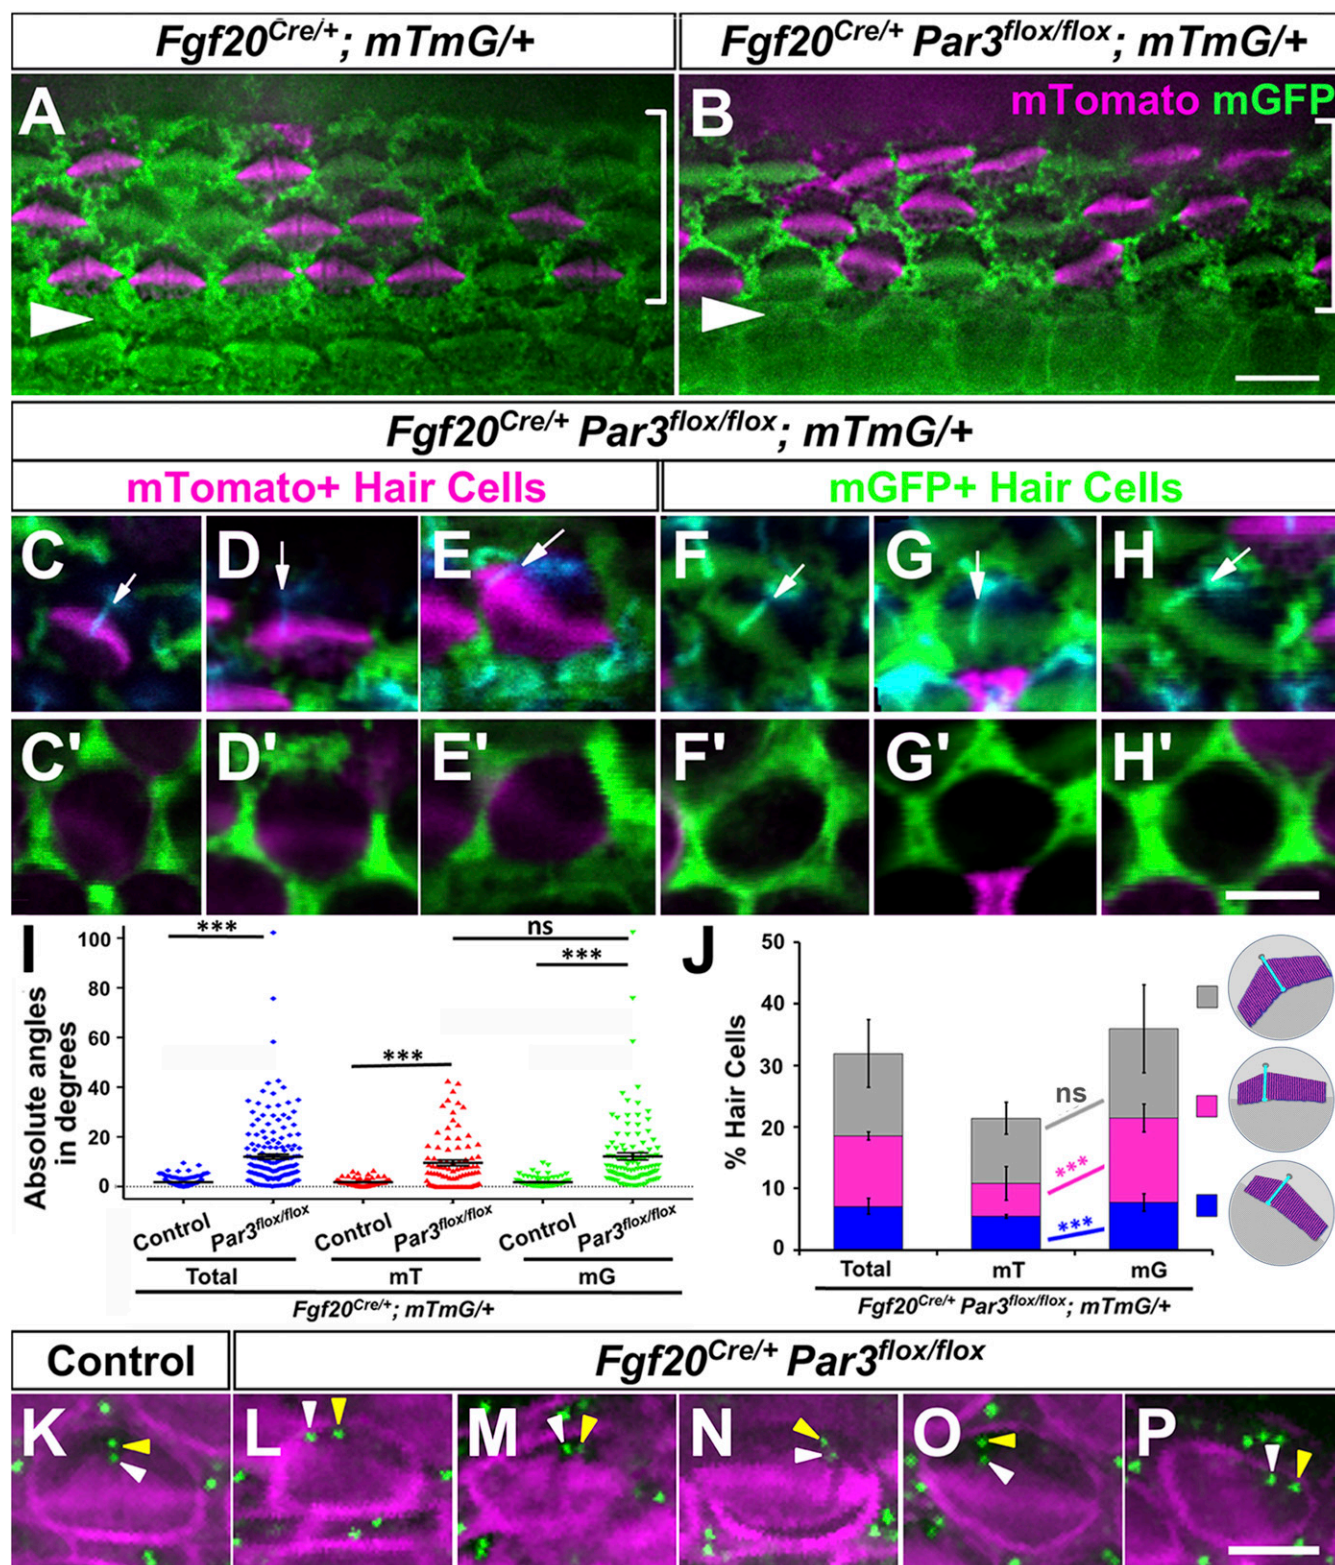 Fgf20Cre/+; mTmG/+
Fgf20Cre/+ Par3flox/flox; mTmG/+
A
B
mTomato mGFP
Fgf20Cre/+ Par3flox/flox; mTmG/+
mTomato+ Hair Cells
mGFP+ Hair Cells
C D E F G H
C' D' E' F' G' H'
I
Absolute angles
in degrees
100
80
60
40
20
0
***
***
ns
***
Control Par3flox/flox Control Par3flox/flox Control Par3flox/flox
Total mT mG
Fgf20Cre/+; mTmG/+
J
% Hair Cells
50
40
30
20
10
0
ns
***
***
Total mT mG
Fgf20Cre/+ Par3flox/flox; mTmG/+
Control
Fgf20Cre/+ Par3flox/flox
K L M N O P